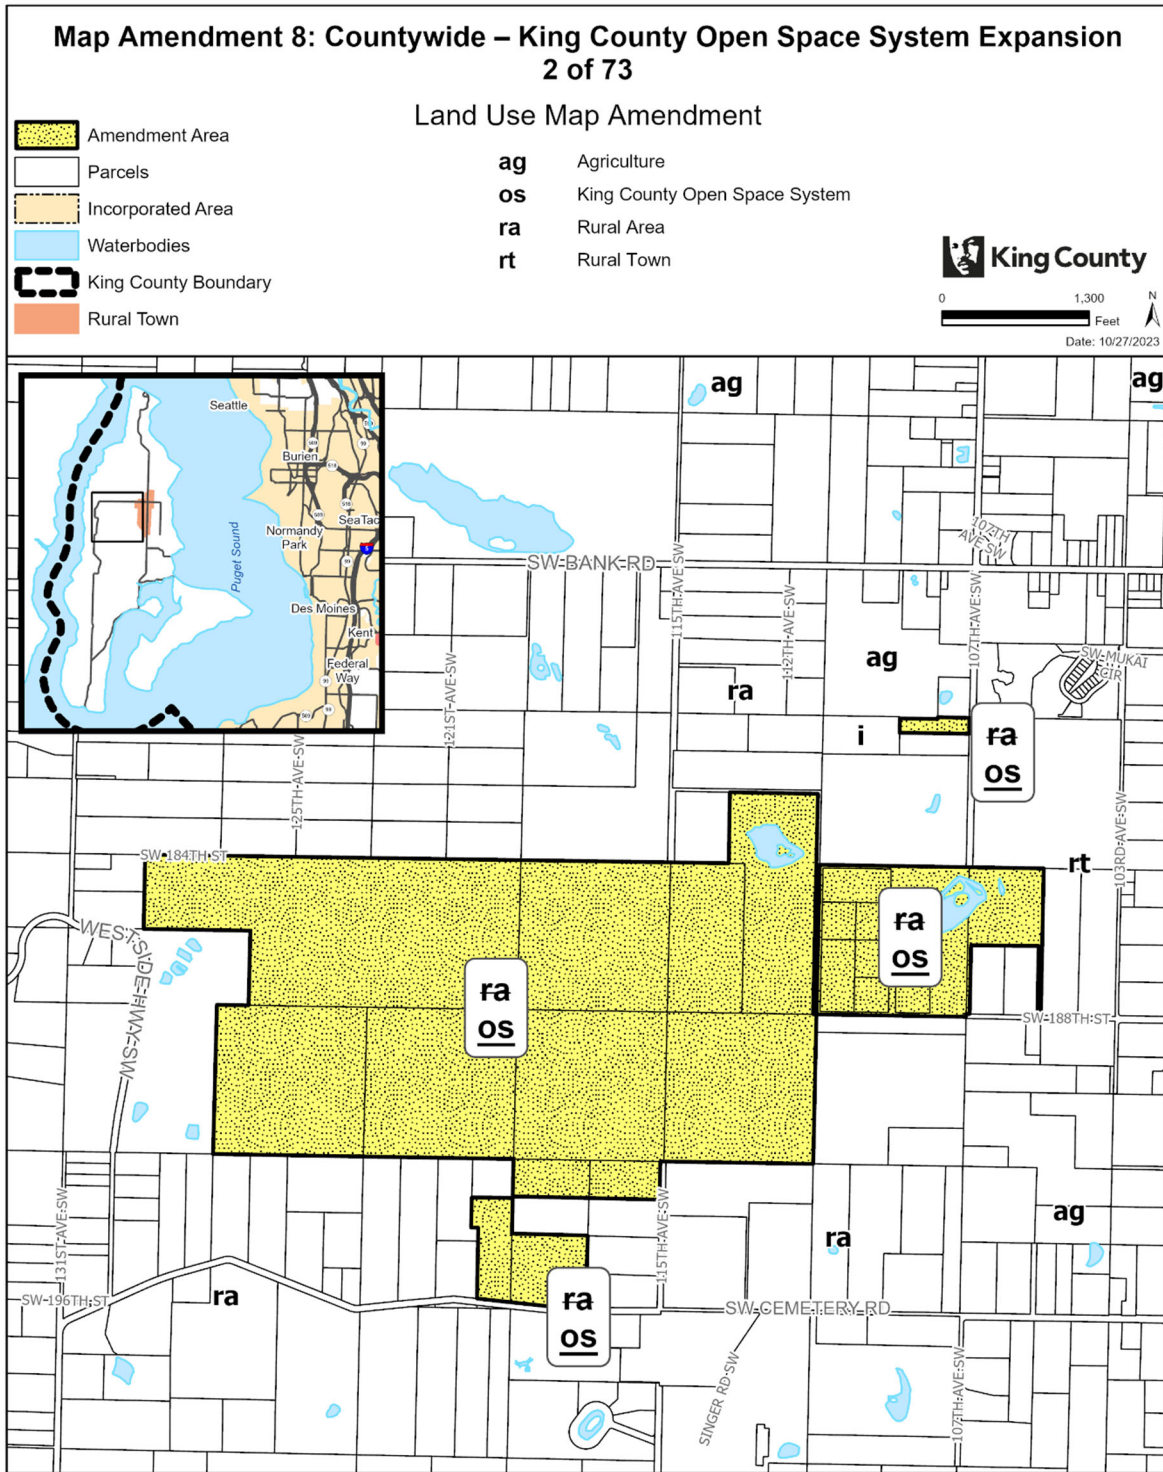 Map Amendment 8: Countywide – King County Open Space System Expansion
2 of 73
Land Use Map Amendment
Amendment Area
Parcels
Incorporated Area
Waterbodies
King County Boundary
Rural Town
ag Agriculture
os King County Open Space System
ra Rural Area
rt Rural Town
King County
0 1,300
Feet
N
Date: 10/27/2023
Seattle
Burien
SeaTac
Normandy
Park
Puget Sound
Des Moines
Kent
Federal
Way
509
518
99
5
ag
ag
SW BANK RD
115TH AVE SW
112TH AVE SW
107TH
AVE SW
107TH AVE SW
SW MUKAI
CIR
121ST AVE SW
125TH AVE SW
ag
ra
i
ra
os
103RD AVE SW
SW 184TH ST
rt
WESTSIDE HWY SW
ra
os
ra
os
SW 188TH ST
131ST AVE SW
115TH AVE SW
ag
ra
SW 196TH ST
ra
ra
os
SW CEMETERY RD
SINGER RD SW
107TH AVE SW